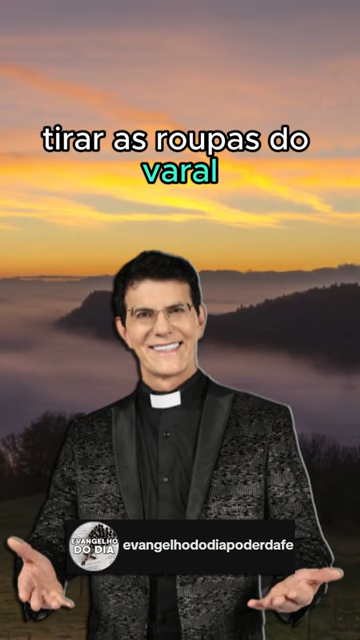 tirar as roupas do
varal
EVANGELHO
DO DIA
evangelhododiapoderdafe